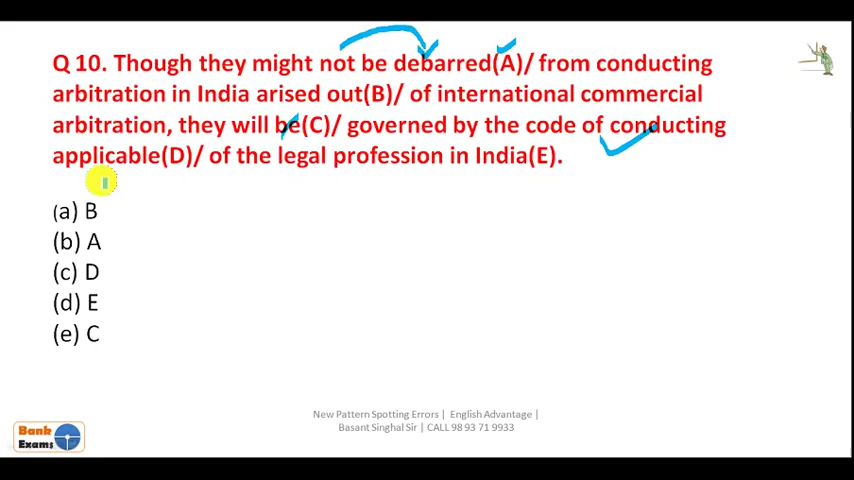 Q 10. Though they might not be debarred(A)/ from conducting
arbitration in India arised out(B)/ of international commercial
arbitration, they will be(C)/ governed by the code of conducting
applicable(D)/ of the legal profession in India(E).
(a) B
(b) A
(c) D
(d) E
(e) C
New Pattern Spotting Errors | English Advantage |
Basant Singhal Sir | CALL 98 93 71 9933
Bank
Exams